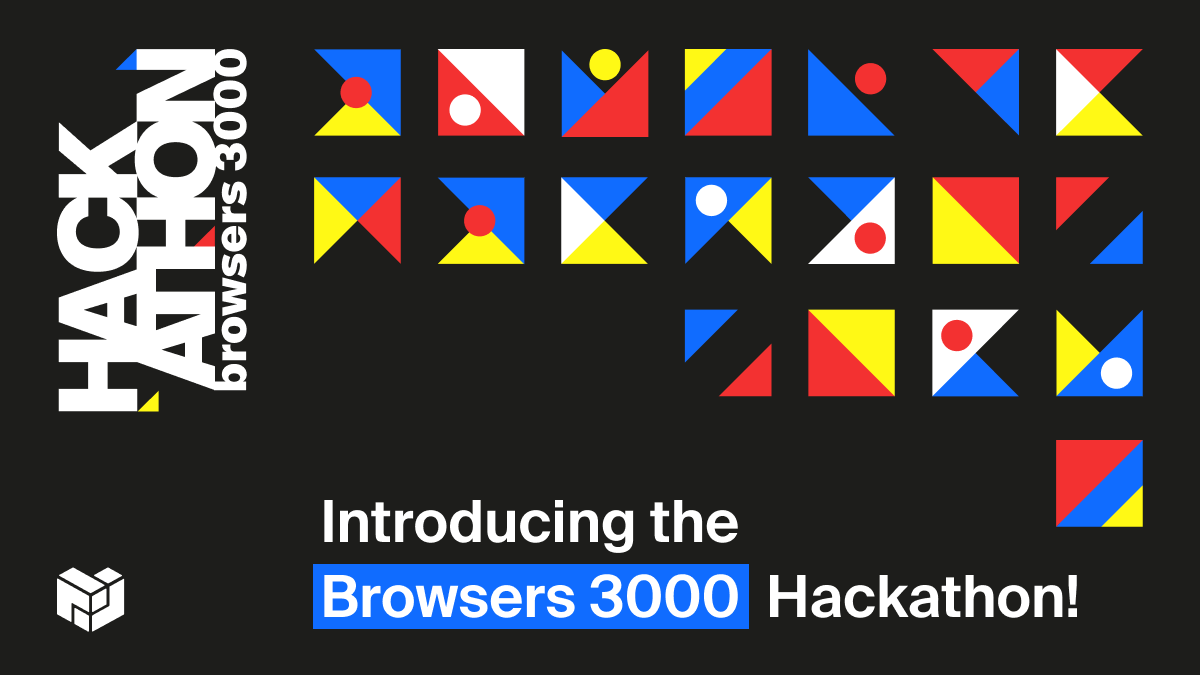 HACK
ATHON
browsers 3000
Introducing the
Browsers 3000 Hackathon!